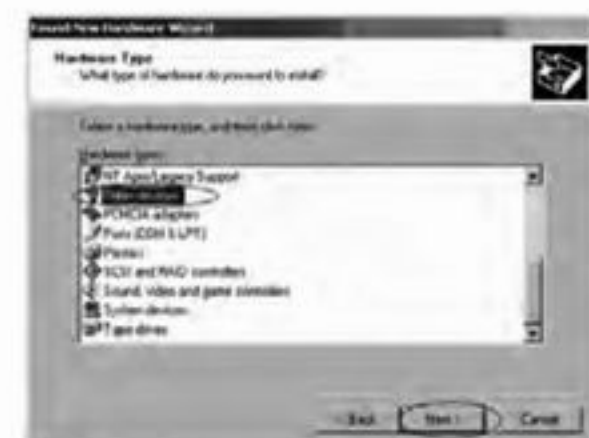 Found New Hardware Wizard
Hardware Type
What type of hardware do you want to install?
Select a hardware type, and then click Next.
Hardware types:
NT Apm/Legacy Support
Other devices
PCMCIA adapters
Ports (COM & LPT)
Printers
SCSI and RAID controllers
Sound, video and game controllers
System devices
Tape drives
Back
Next >
Cancel